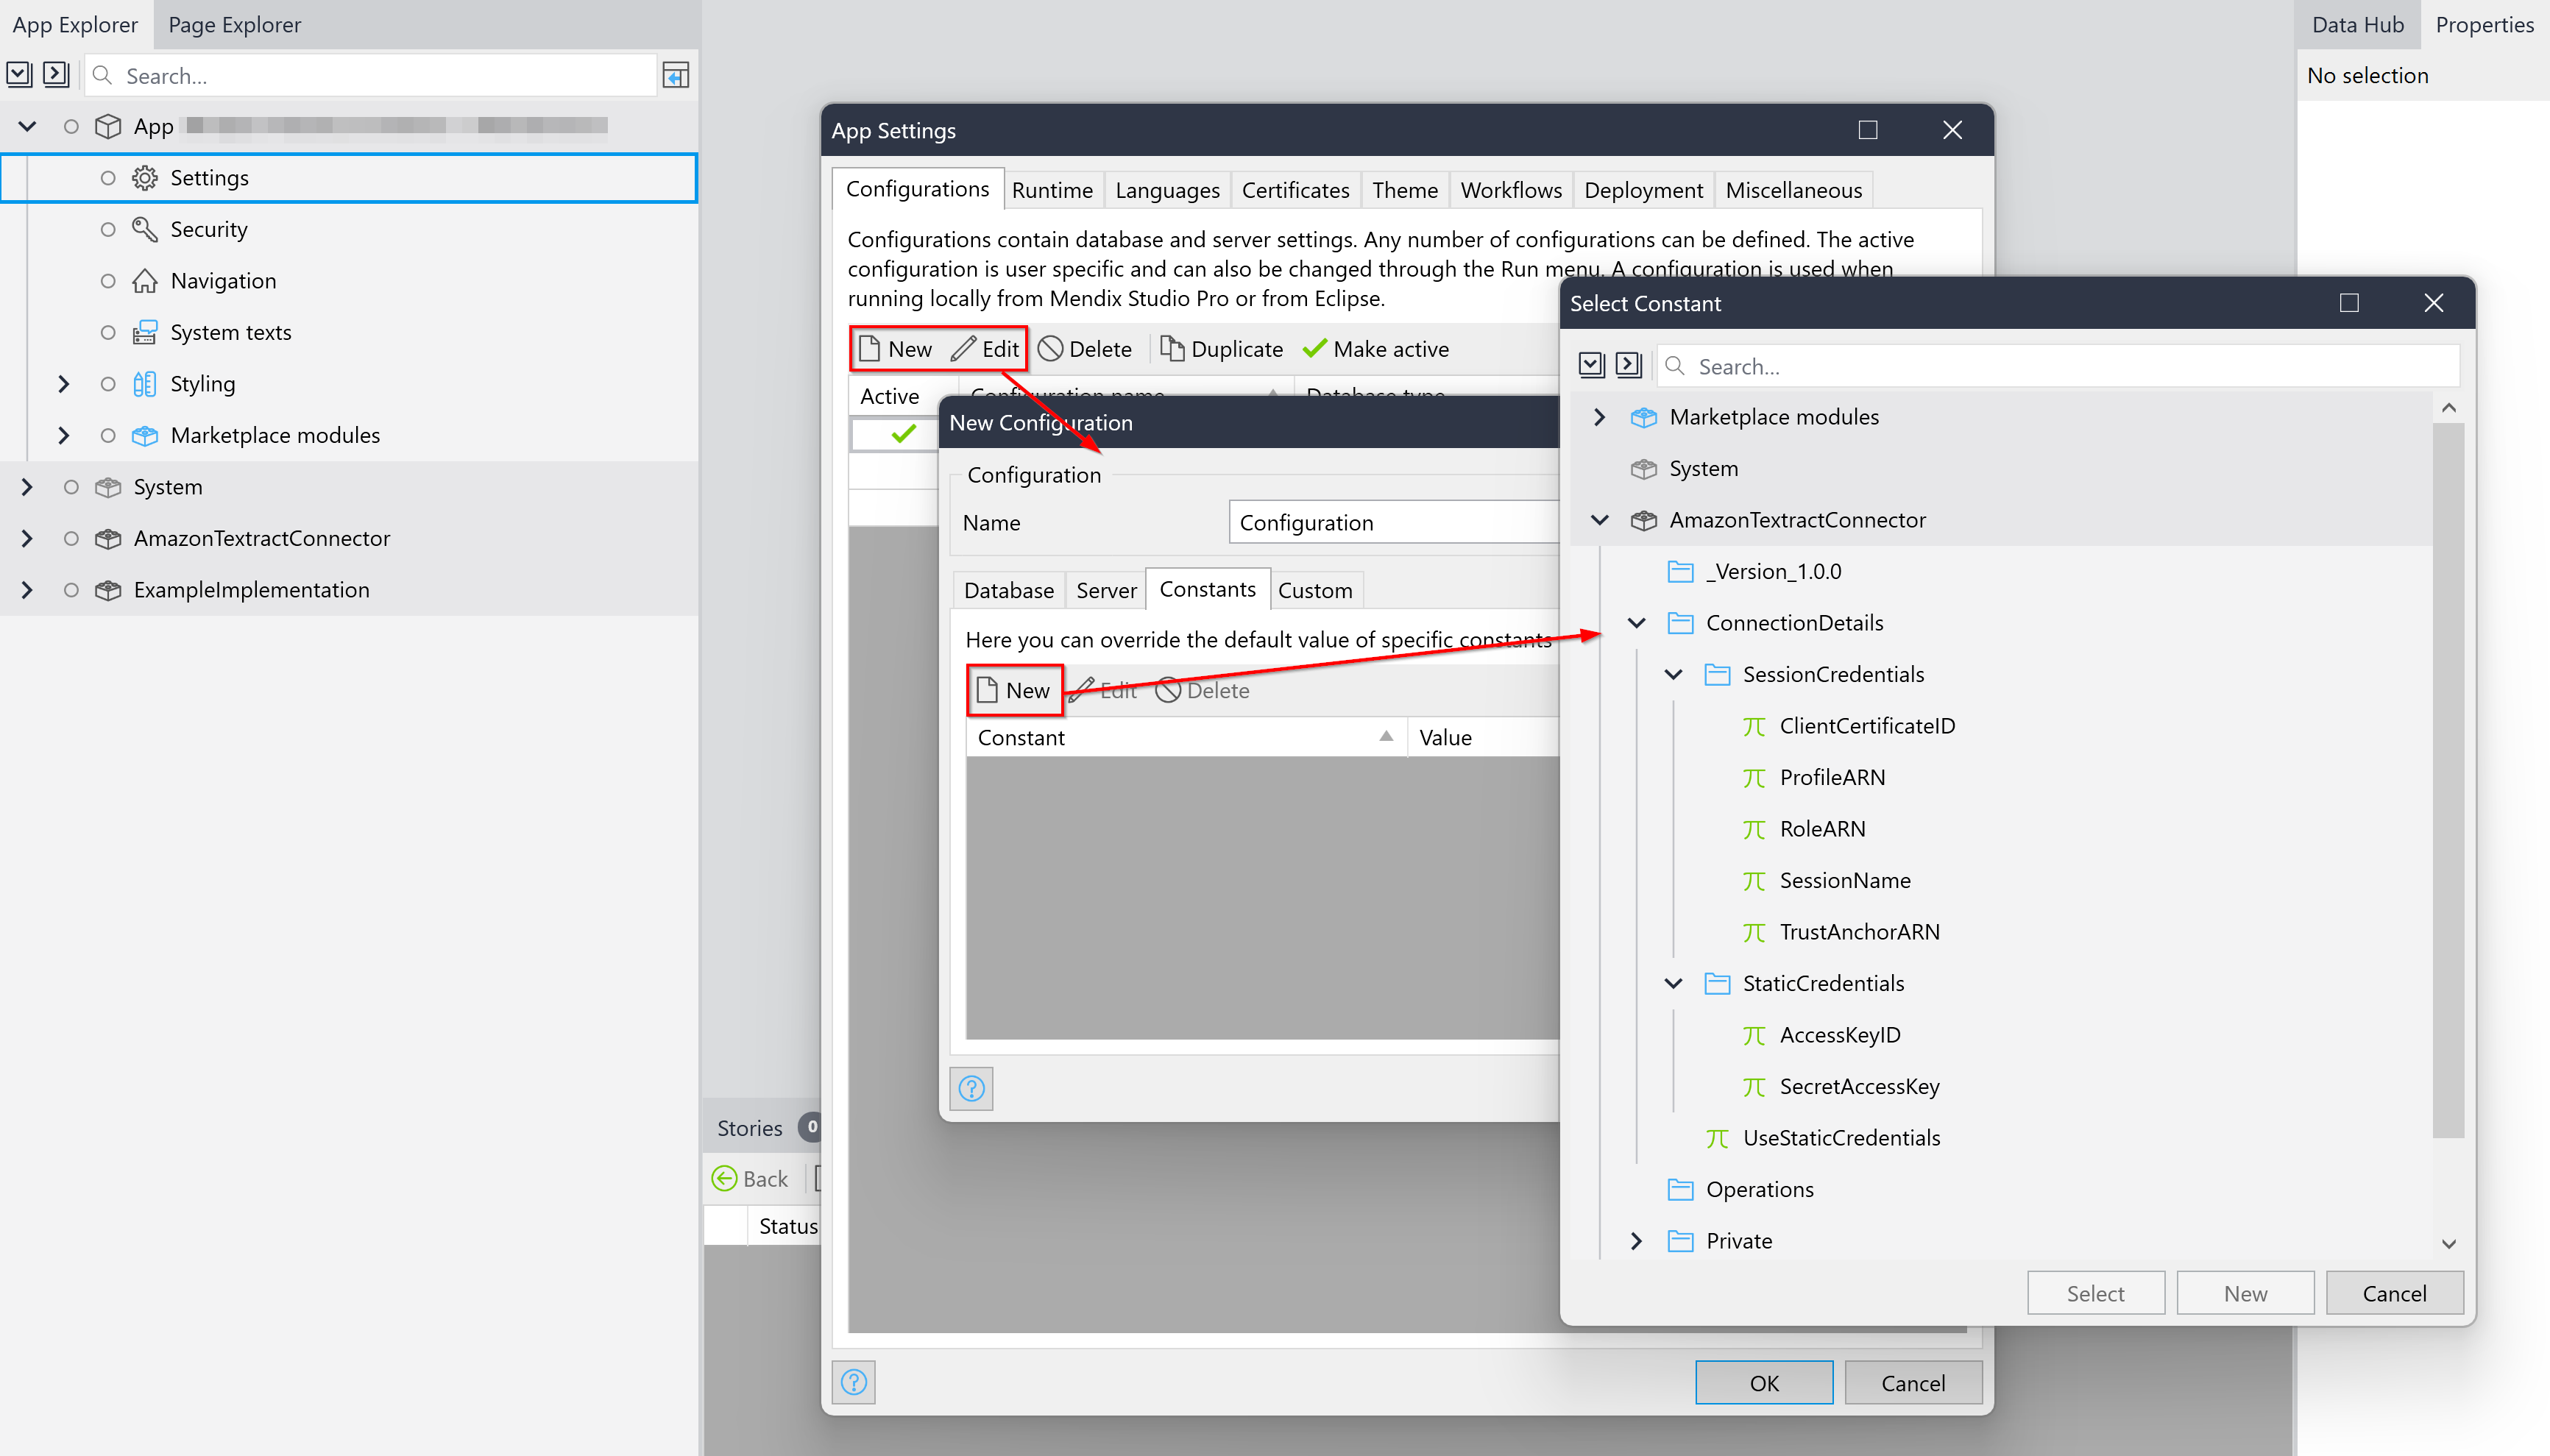 App Explorer
Page Explorer
Search...
App
Settings
Security
Navigation
System texts
Styling
Marketplace modules
System
AmazonTextractConnector
ExampleImplementation
Stories 0
Back
Status
App Settings
Configurations
Runtime
Languages
Certificates
Theme
Workflows
Deployment
Miscellaneous
Configurations contain database and server settings. Any number of configurations can be defined. The active
configuration is user specific and can also be changed through the Run menu. A configuration is used when
running locally from Mendix Studio Pro or from Eclipse.
New
Edit
Delete
Duplicate
Make active
Active
Configuration name
Database type
New Configuration
Configuration
Name
Configuration
Database
Server
Constants
Custom
Here you can override the default value of specific constants
New
Edit
Delete
Constant
Value
OK
Cancel
Select Constant
Search...
Marketplace modules
System
AmazonTextractConnector
_Version_1.0.0
ConnectionDetails
SessionCredentials
ClientCertificateID
ProfileARN
RoleARN
SessionName
TrustAnchorARN
StaticCredentials
AccessKeyID
SecretAccessKey
UseStaticCredentials
Operations
Private
Select
New
Cancel
Data Hub
Properties
No selection